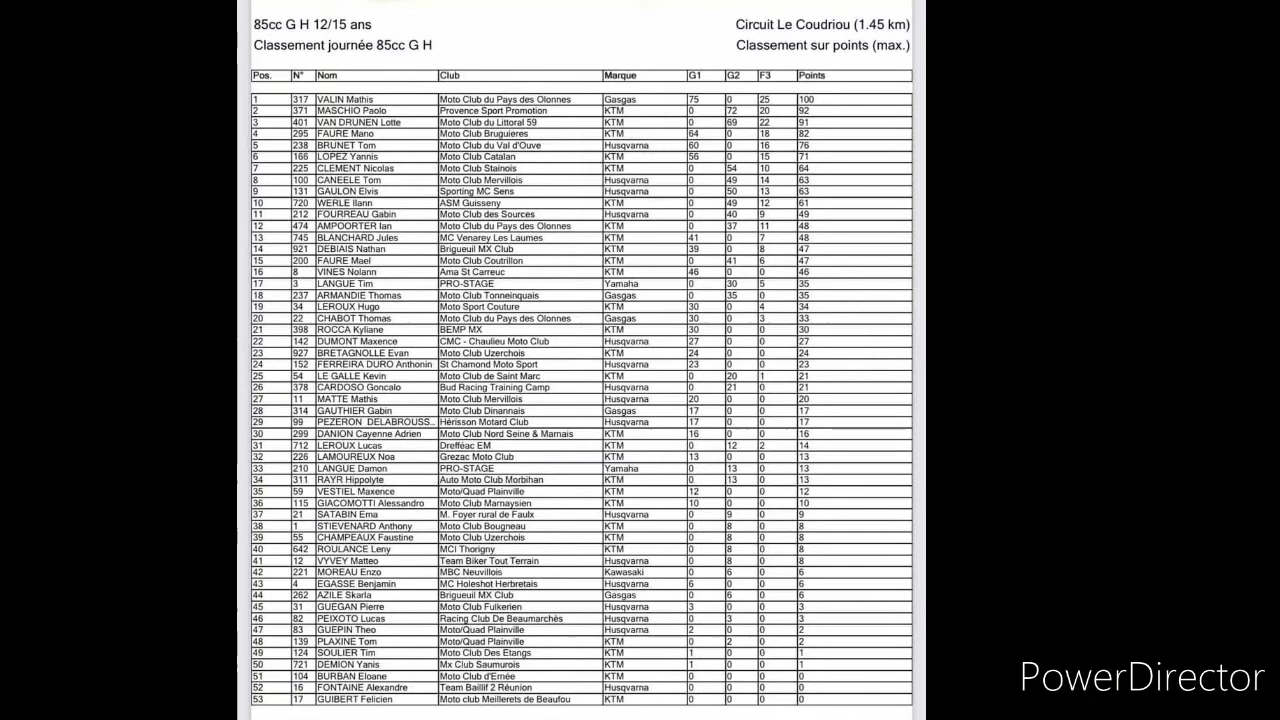 85cc G H 12/15 ans Circuit Le Coudriou (1.45 km)
Classement journée 85cc G H Classement sur points (max.)
Pos. N° Nom Club Marque G1 G2 F3 Points
1 317 VALIN Mathis Moto Club du Pays des Olonnes Gasgas 75 0 25 100
2 371 MASCHIO Paolo Provence Sport Promotion KTM 0 72 20 92
3 401 VAN DRUNEN Lotte Moto Club du Littoral 59 KTM 0 69 22 91
4 295 FAURE Mano Moto Club Bruguieres KTM 64 0 18 82
5 238 BRUNET Tom Moto Club du Val d'Ouve Husqvarna 60 0 16 76
6 166 LOPEZ Yannis Moto Club Catalan KTM 56 0 15 71
7 225 CLEMENT Nicolas Moto Club Stainois KTM 0 54 10 64
8 100 CANEELE Tom Moto Club Mervillois Husqvarna 0 49 14 63
9 131 GAULON Elvis Sporting MC Sens Husqvarna 0 50 13 63
10 720 WERLE Ilann ASM Guisseny KTM 0 49 12 61
11 212 FOURREAU Gabin Moto Club des Sources Husqvarna 0 40 9 49
12 474 AMPOORTER Ian Moto Club du Pays des Olonnes KTM 0 37 11 48
13 745 BLANCHARD Jules MC Venarey Les Laumes KTM 41 0 7 48
14 921 DEBIAIS Nathan Brigueuil MX Club KTM 39 0 8 47
15 200 FAURE Mael Moto Club Coutrillon KTM 0 41 6 47
16 8 VINES Nolann Ama St Carreuc KTM 46 0 0 46
17 3 LANGUE Tim PRO-STAGE Yamaha 0 30 5 35
18 237 ARMANDIE Thomas Moto Club Tonneinquais Gasgas 0 35 0 35
19 34 LEROUX Hugo Moto Sport Couture KTM 30 0 4 34
20 22 CHABOT Thomas Moto Club du Pays des Olonnes Gasgas 30 0 3 33
21 398 ROCCA Kyliane BEMP MX KTM 30 0 0 30
22 142 DUMONT Maxence CMC - Chaulieu Moto Club Husqvarna 27 0 0 27
23 927 BRETAGNOLLE Evan Moto Club Uzerchois KTM 24 0 0 24
24 152 FERREIRA DURO Anthonin St Chamond Moto Sport Husqvarna 23 0 0 23
25 54 LE GALLE Kevin Moto Club de Saint Marc KTM 0 20 1 21
26 378 CARDOSO Goncalo Bud Racing Training Camp Husqvarna 0 21 0 21
27 11 MATTE Mathis Moto Club Mervillois Husqvarna 20 0 0 20
28 314 GAUTHIER Gabin Moto Club Dinannais Gasgas 17 0 0 17
29 99 PEZERON DELABROUSS... Hérisson Motard Club Husqvarna 17 0 0 17
30 299 DANION Cayenne Adrien Moto Club Nord Seine & Marnais KTM 16 0 0 16
31 712 LEROUX Lucas Drefféac EM KTM 0 12 2 14
32 226 LAMOUREUX Noa Grezac Moto Club KTM 13 0 0 13
33 210 LANGUE Damon PRO-STAGE Yamaha 0 13 0 13
34 311 RAYR Hippolyte Auto Moto Club Morbihan KTM 0 13 0 13
35 59 VESTIEL Maxence Moto/Quad Plainville KTM 12 0 0 12
36 115 GIACOMOTTI Alessandro Moto Club Marnaysien KTM 10 0 0 10
37 21 SATABIN Ema M. Foyer rural de Faulx Husqvarna 0 9 0 9
38 1 STIEVENARD Anthony Moto Club Bougneau KTM 0 8 0 8
39 55 CHAMPEAUX Faustine Moto Club Uzerchois KTM 0 8 0 8
40 642 ROULANCE Leny MCI Thorigny KTM 0 8 0 8
41 12 VYVEY Matteo Team Biker Tout Terrain Husqvarna 0 8 0 8
42 221 MOREAU Enzo MBC Neuvillois Kawasaki 0 6 0 6
43 4 EGASSE Benjamin MC Holeshot Herbretais Husqvarna 6 0 0 6
44 262 AZILE Skarla Brigueuil MX Club Gasgas 0 6 0 6
45 31 GUEGAN Pierre Moto Club Fulkerien Husqvarna 3 0 0 3
46 82 PEIXOTO Lucas Racing Club De Beaumarchès Husqvarna 0 3 0 3
47 83 GUEPIN Theo Moto/Quad Plainville Husqvarna 2 0 0 2
48 139 PLAXINE Tom Moto/Quad Plainville KTM 0 2 0 2
49 124 SOULIER Tim Moto Club Des Etangs KTM 1 0 0 1
50 721 DEMION Yanis Mx Club Saumurois KTM 1 0 0 1
51 104 BURBAN Eloane Moto Club d'Ernée KTM 0 0 0 0
52 16 FONTAINE Alexandre Team Baillif 2 Réunion Husqvarna 0 0 0 0
53 17 GUIBERT Felicien Moto club Meillerets de Beaufou KTM 0 0 0 0
PowerDirector